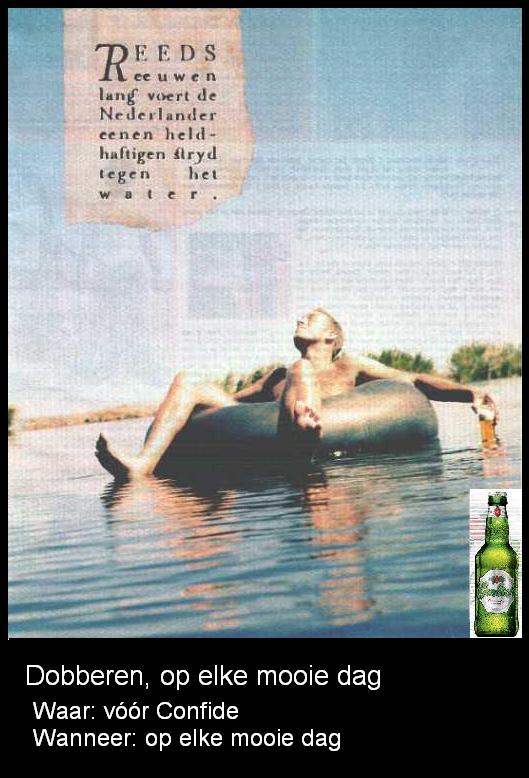 REEDS
eeuwen
lang voert de
Nederlander
eenen held-
haftigen stryd
tegen het
water.
Dobberen, op elke mooie dag
Waar: vóór Confide
Wanneer: op elke mooie dag